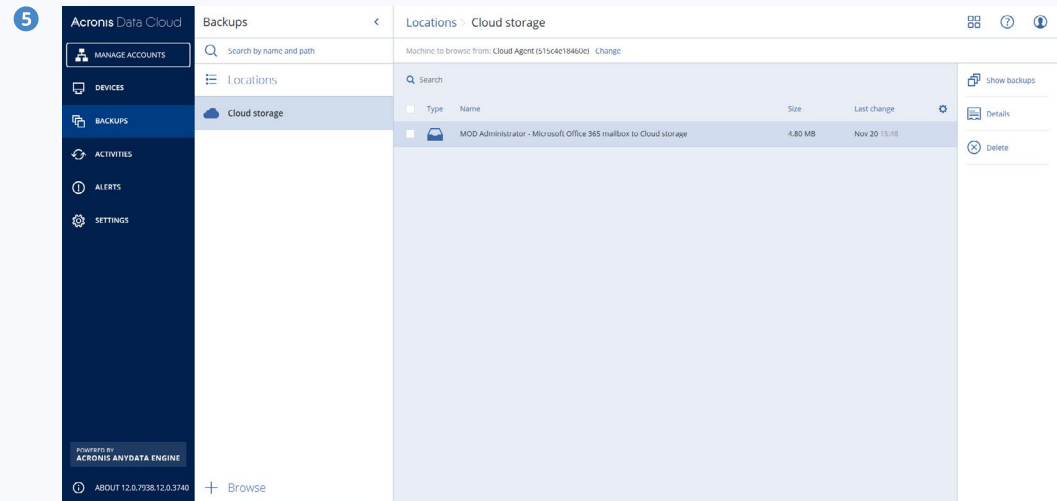 5
Acronis Data Cloud
MANAGE ACCOUNTS
DEVICES
BACKUPS
ACTIVITIES
ALERTS
SETTINGS
POWERED BY
ACRONIS ANYDATA ENGINE
ABOUT 12.0.7938.12.0.3740
Backups <
Search by name and path
Locations
Cloud storage
+ Browse
Locations > Cloud storage
Machine to browse from: Cloud Agent (515c4e18460e) Change
Search
Type Name Size Last change
MOD Administrator - Microsoft Office 365 mailbox to Cloud storage 4.80 MB Nov 20 15:48
Show backups
Details
Delete